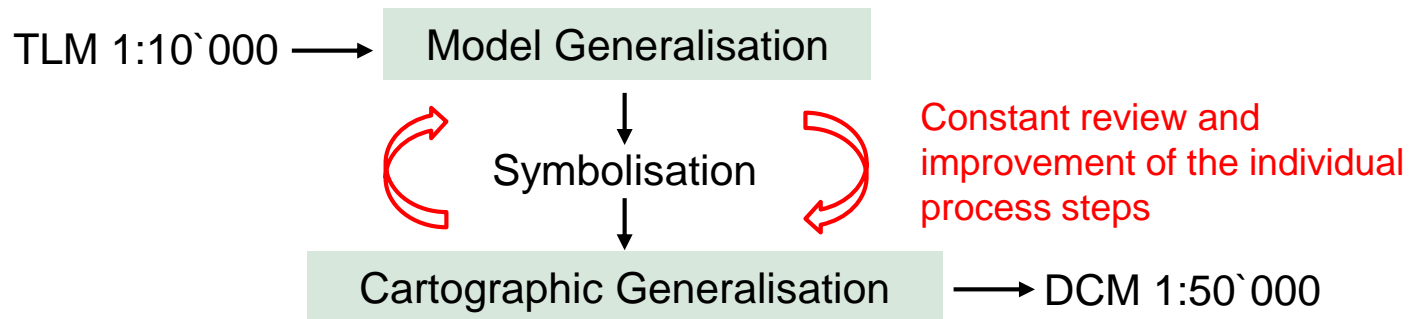 TLM 1:10`000
Model Generalisation
Symbolisation
Constant review and
improvement of the individual
process steps
Cartographic Generalisation
DCM 1:50`000